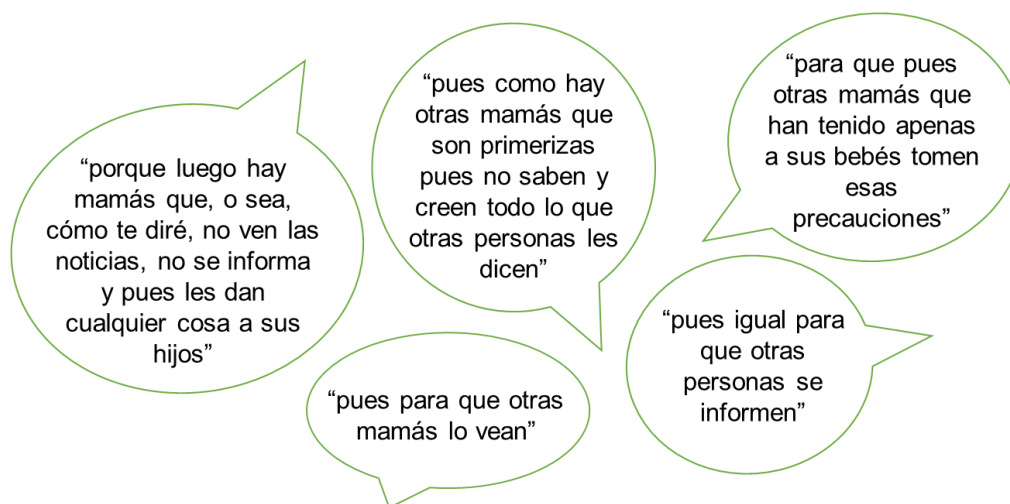 “porque luego hay
mamás que, o sea,
cómo te diré, no ven las
noticias, no se informa
y pues les dan
cualquier cosa a sus
hijos”
“pues como hay
otras mamás que
son primerizas
pues no saben y
creen todo lo que
otras personas les
dicen”
“para que pues
otras mamás que
han tenido apenas
a sus bebés tomen
esas
precauciones”
“pues para que otras
mamás lo vean”
“pues igual para
que otras
personas se
informen”